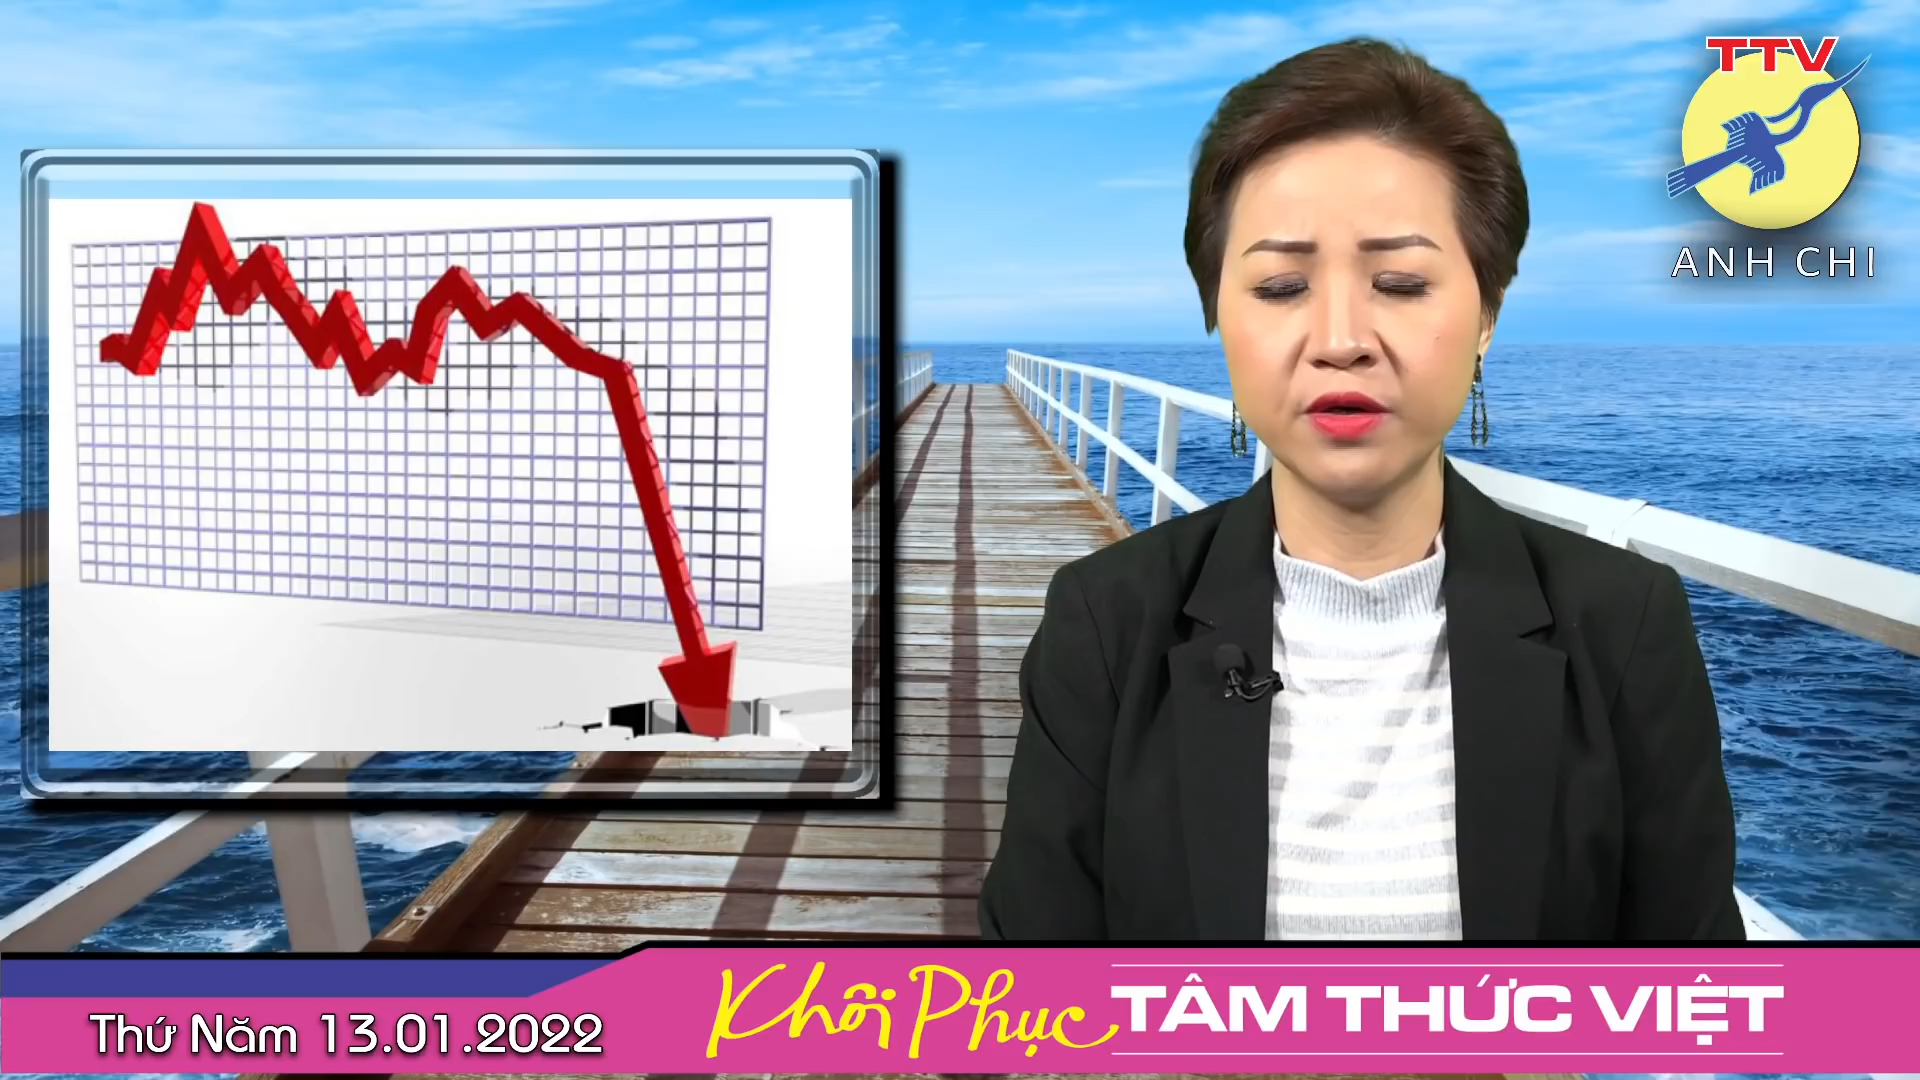 TTV
ANH CHI
Thứ Năm 13.01.2022
Khôi Phục TÂM THỨC VIỆT